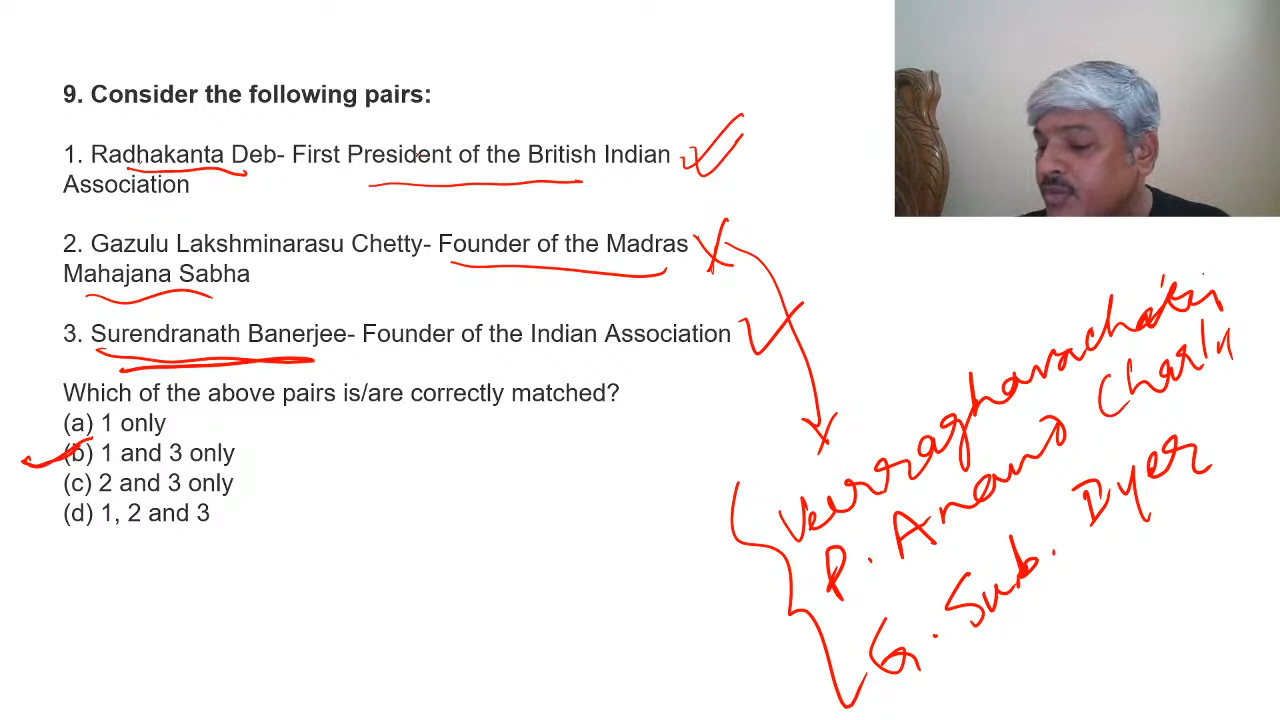 9. Consider the following pairs:
1. Radhakanta Deb- First President of the British Indian
Association
2. Gazulu Lakshminarasu Chetty- Founder of the Madras
Mahajana Sabha
3. Surendranath Banerjee- Founder of the Indian Association
Which of the above pairs is/are correctly matched?
(a) 1 only
(b) 1 and 3 only
(c) 2 and 3 only
(d) 1, 2 and 3
P. Anand Charlu
G. Sub.